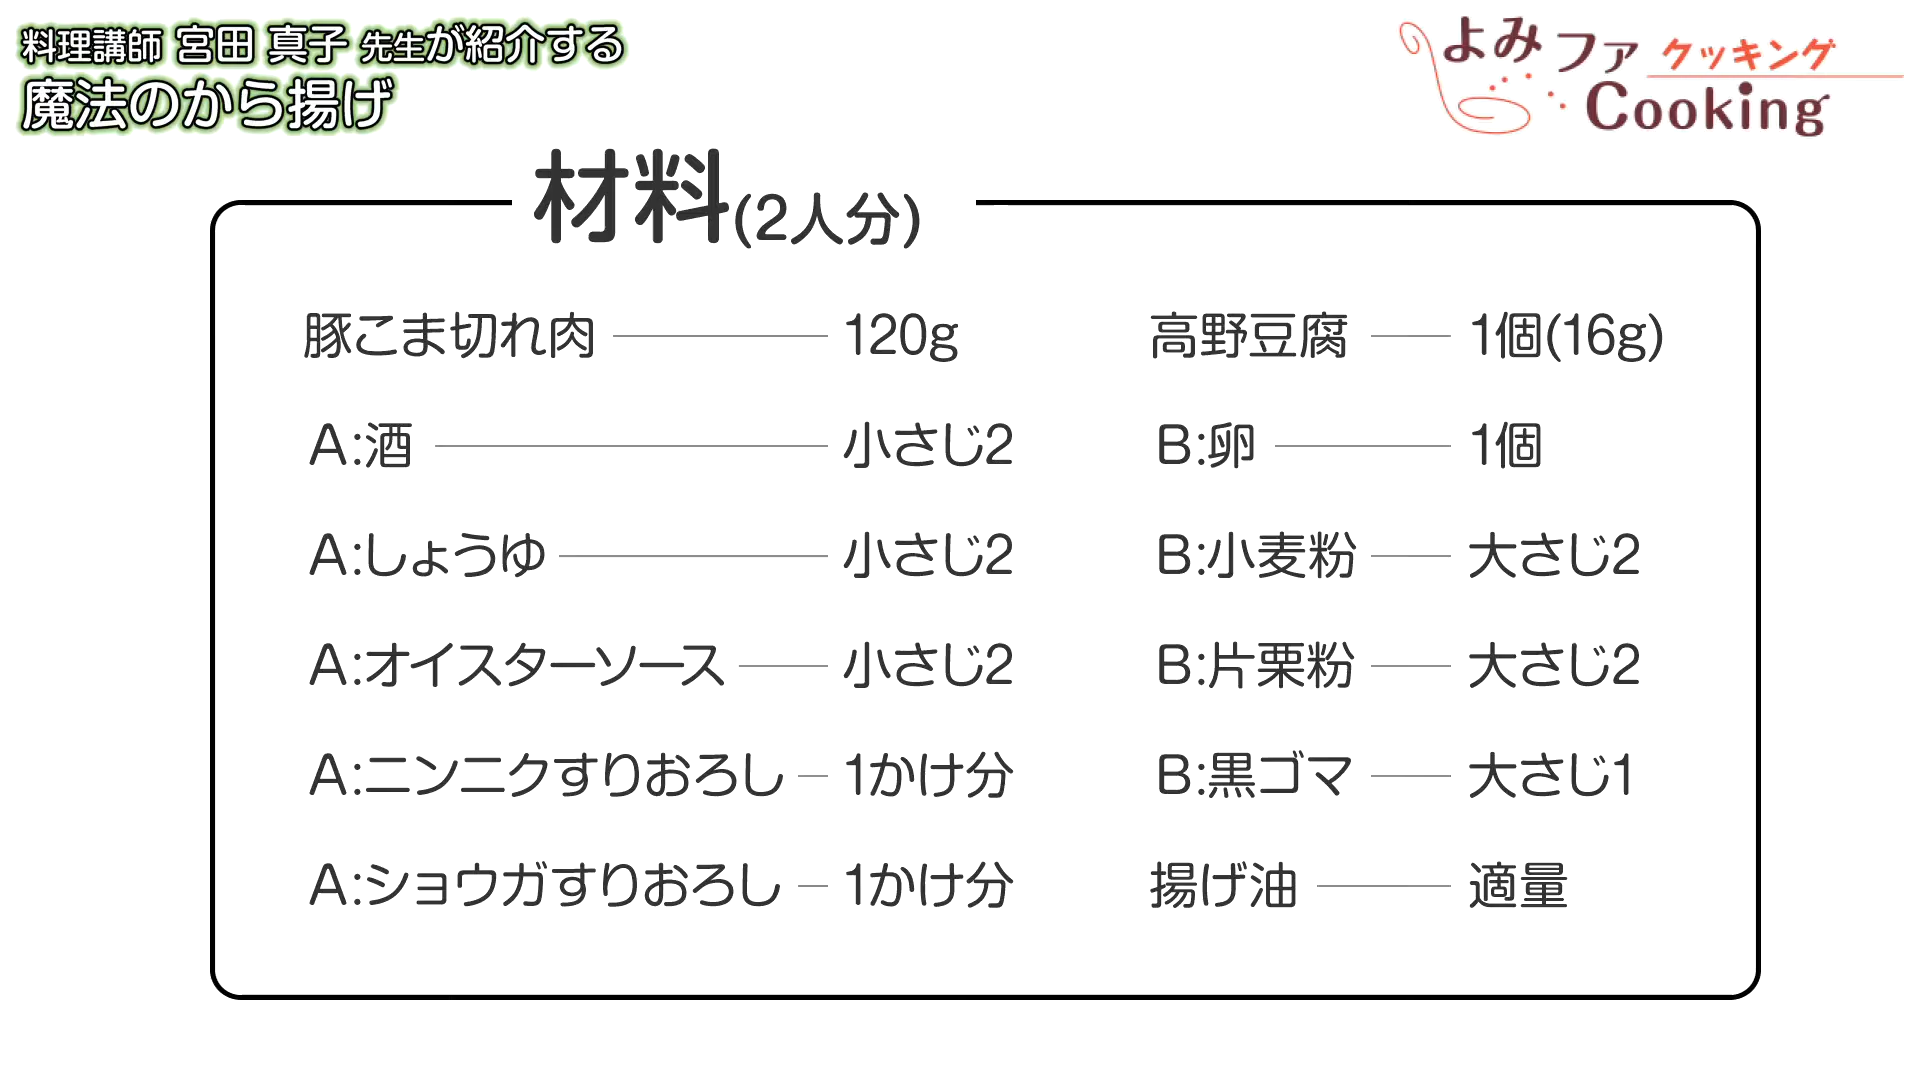 料理講師 宮田 真子 先生が紹介する
魔法のから揚げ
よみファ クッキング
Cooking
材料(2人分)
豚こま切れ肉 120g
A:酒 小さじ2
A:しょうゆ 小さじ2
A:オイスターソース 小さじ2
A:ニンニクすりおろし 1かけ分
A:ショウガすりおろし 1かけ分
高野豆腐 1個(16g)
B:卵 1個
B:小麦粉 大さじ2
B:片栗粉 大さじ2
B:黒ゴマ 大さじ1
揚げ油 適量